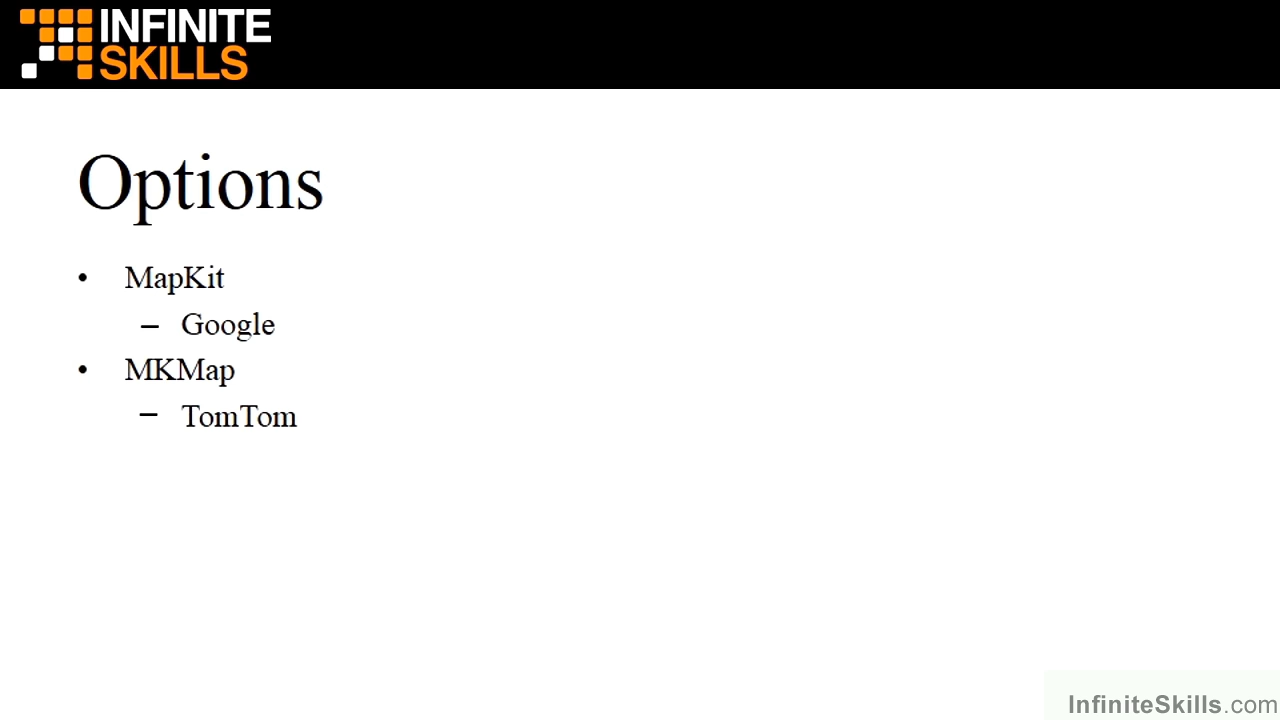 INFINITE
SKILLS
Options
• MapKit
– Google
• MKMap
– TomTom
InfiniteSkills.com